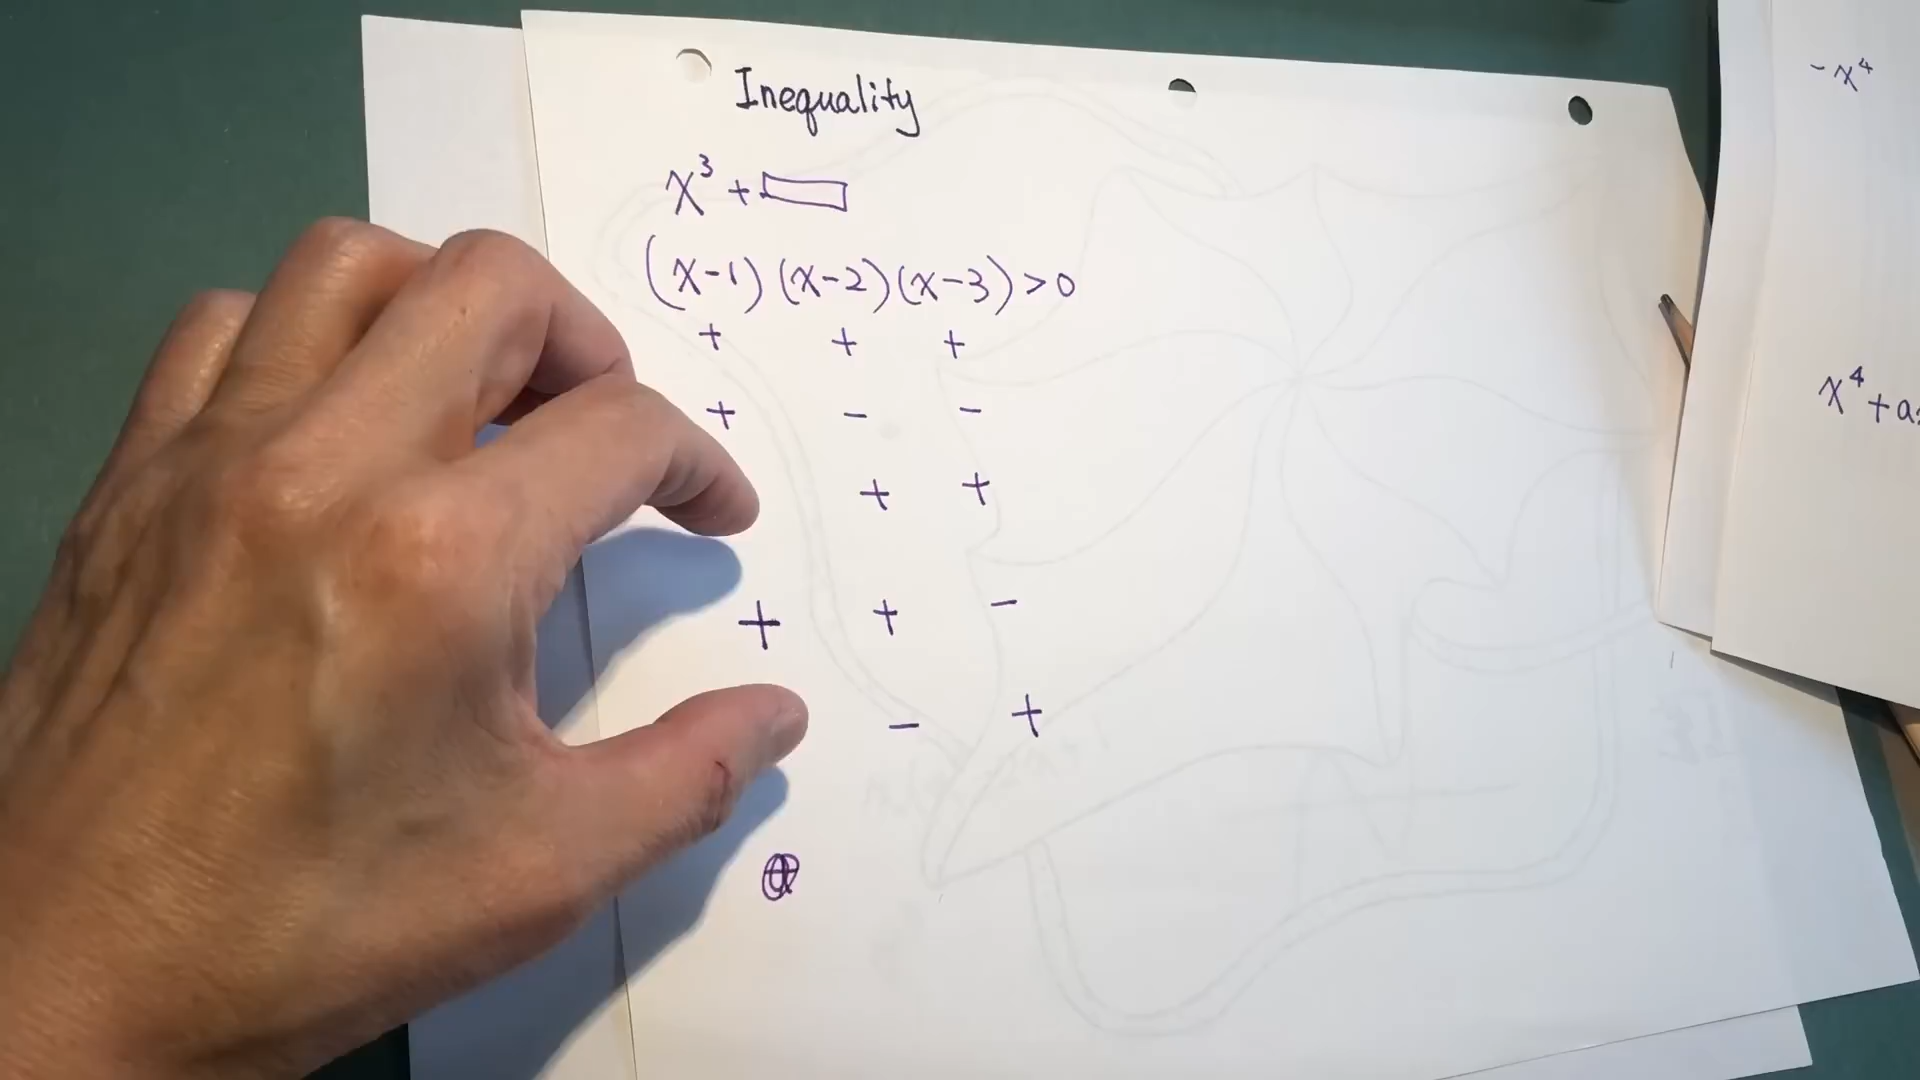 Inequality
x³ + ▭
(x-1)(x-2)(x-3)>0
+ + +
+ - -
+ +
+ + -
- +
-x⁴
x⁴+a